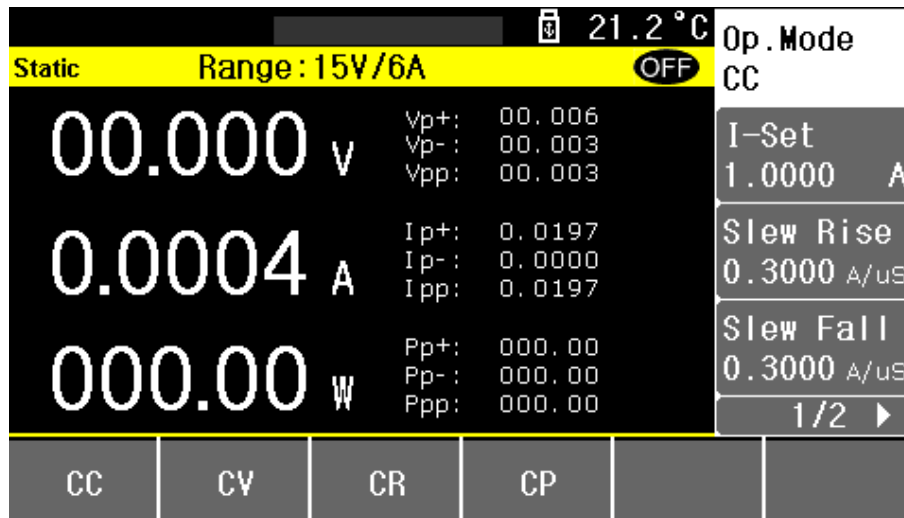 21.2°C
Static Range:15V/6A OFF
00.000 V
Vp+: 00.006
Vp-: 00.003
Vpp: 00.003
0.0004 A
Ip+: 0.0197
Ip-: 0.0000
Ipp: 0.0197
000.00 W
Pp+: 000.00
Pp-: 000.00
Ppp: 000.00
Op.Mode
CC
I-Set
1.0000 A
Slew Rise
0.3000 A/uS
Slew Fall
0.3000 A/uS
1/2
CC CV CR CP